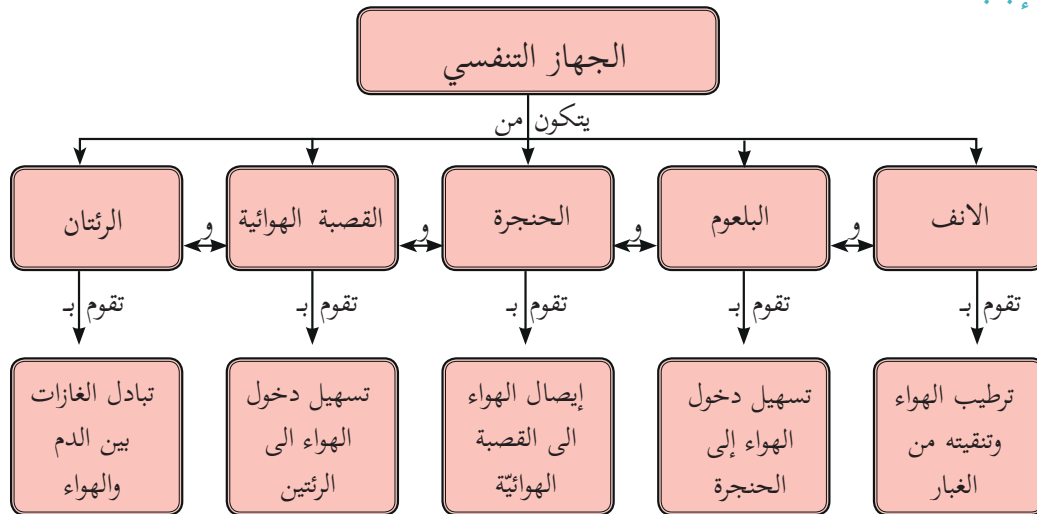 الجهاز التنفسي
يتكون من
الانف
و
البلعوم
و
الحنجرة
و
القصبة الهوائية
و
الرئتان
تقوم بـ
تقوم بـ
تقوم بـ
تقوم بـ
تقوم بـ
ترطيب الهواء
وتنقيته من
الغبار
تسهيل دخول
الهواء إلى
الحنجرة
إيصال الهواء
الى القصبة
الهوائيّة
تسهيل دخول
الهواء الى
الرئتين
تبادل الغازات
بين الدم
والهواء